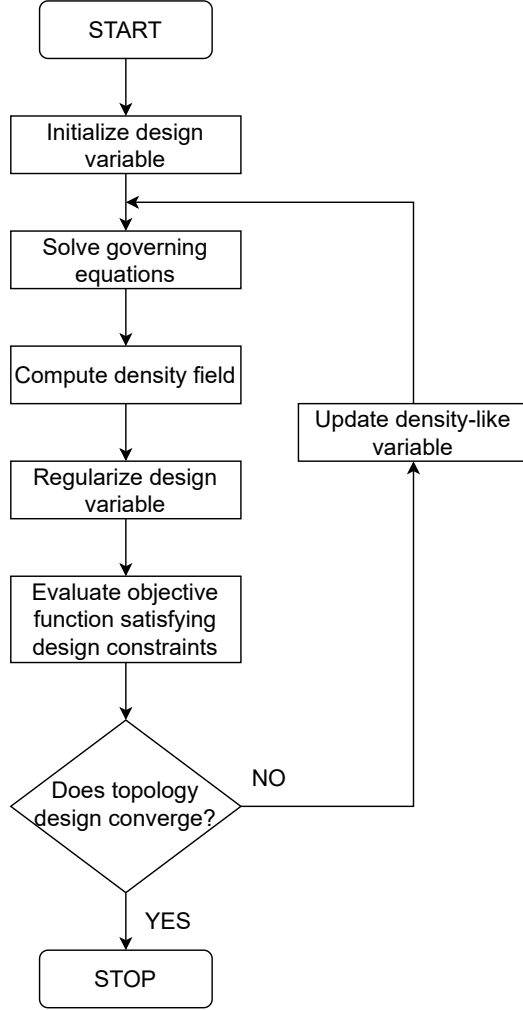 START
Initialize design
variable
Solve governing
equations
Compute density field
Regularize design
variable
Evaluate objective
function satisfying
design constraints
Does topology
design converge?
NO
Update density-like
variable
YES
STOP